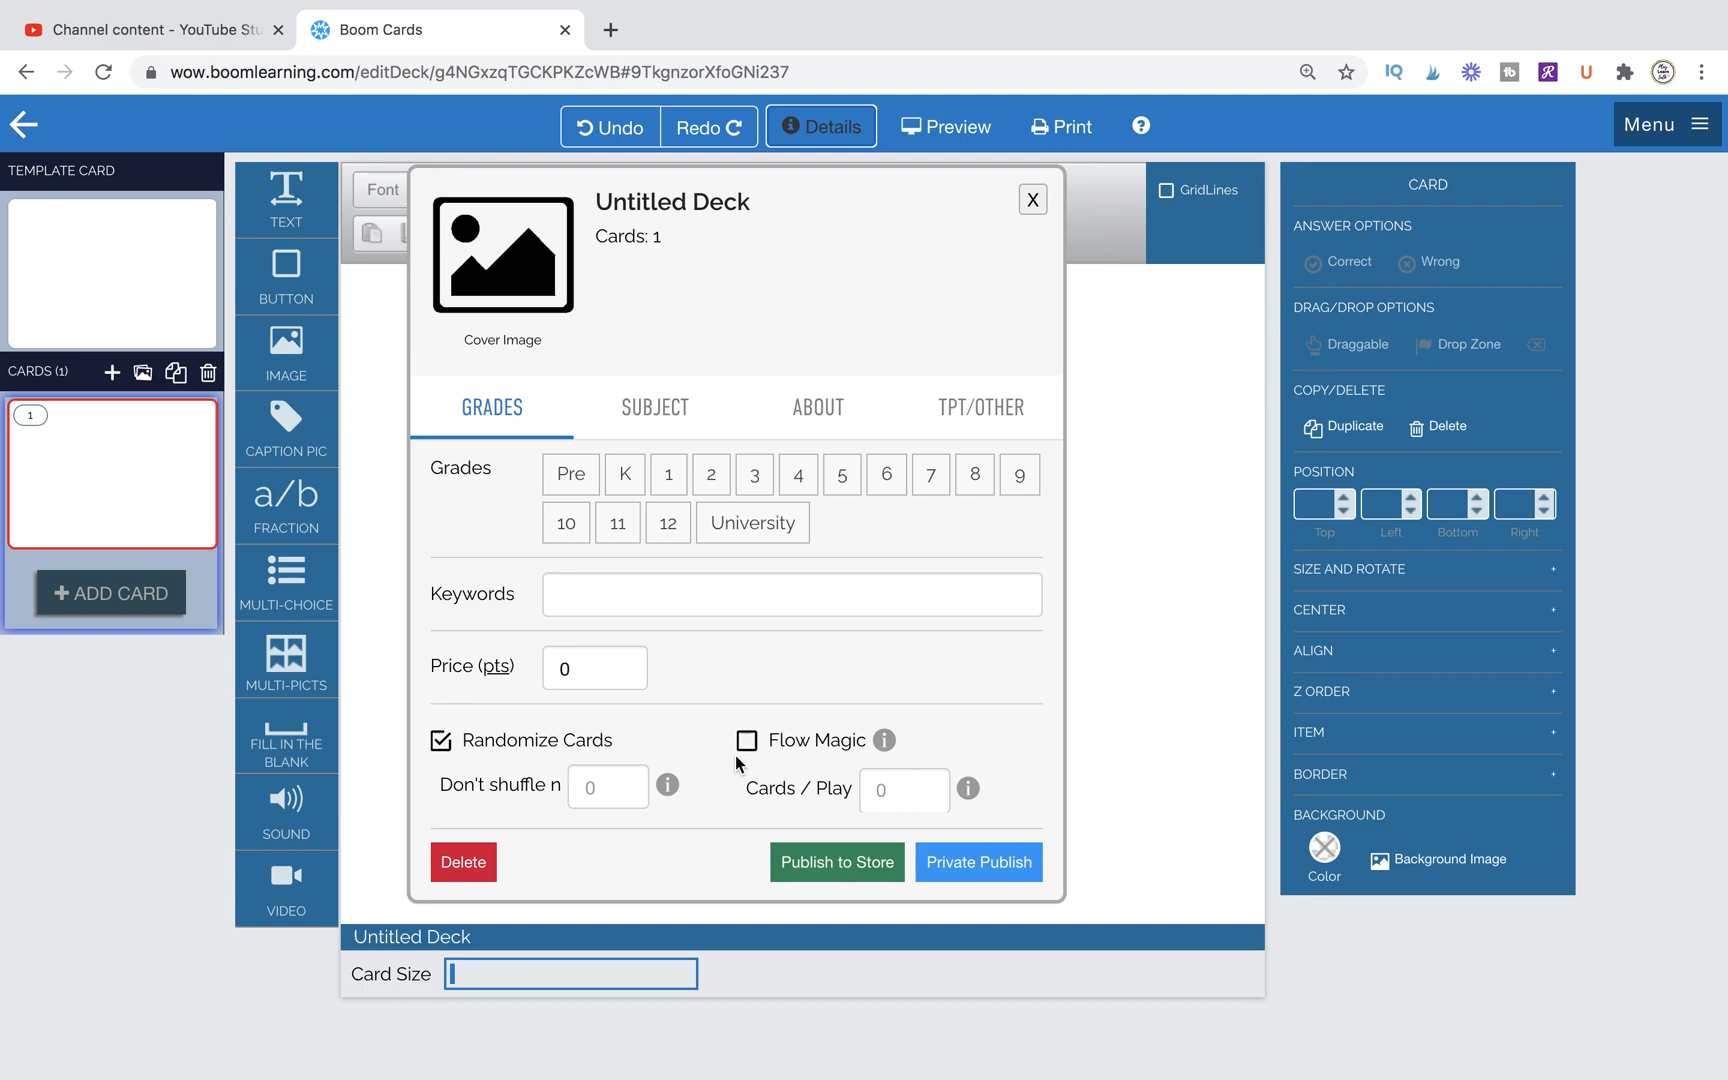 Channel content - YouTube Stu
Boom Cards
wow.boomlearning.com/editDeck/g4NGxzqTGCKPKZcWB#9TkgnzorXfoGNi237
IQ
tb
R
U
Undo
Redo
Details
Preview
Print
?
Menu
TEMPLATE CARD
CARDS (1)
1
+ ADD CARD
TEXT
BUTTON
IMAGE
CAPTION PIC
a/b
FRACTION
MULTI-CHOICE
MULTI-PICTS
FILL IN THE
BLANK
SOUND
VIDEO
Font
GridLines
Untitled Deck
Cards: 1
X
Cover Image
GRADES SUBJECT ABOUT TPT/OTHER
Grades Pre K 1 2 3 4 5 6 7 8 9
10 11 12 University
Keywords
Price (pts) 0
Randomize Cards Flow Magic i
Don't shuffle n 0 i Cards / Play 0 i
Delete Publish to Store Private Publish
Untitled Deck
Card Size
CARD
ANSWER OPTIONS
Correct Wrong
DRAG/DROP OPTIONS
Draggable Drop Zone
COPY/DELETE
Duplicate Delete
POSITION
Top Left Bottom Right
SIZE AND ROTATE +
CENTER +
ALIGN +
Z ORDER +
ITEM +
BORDER +
BACKGROUND
Color Background Image